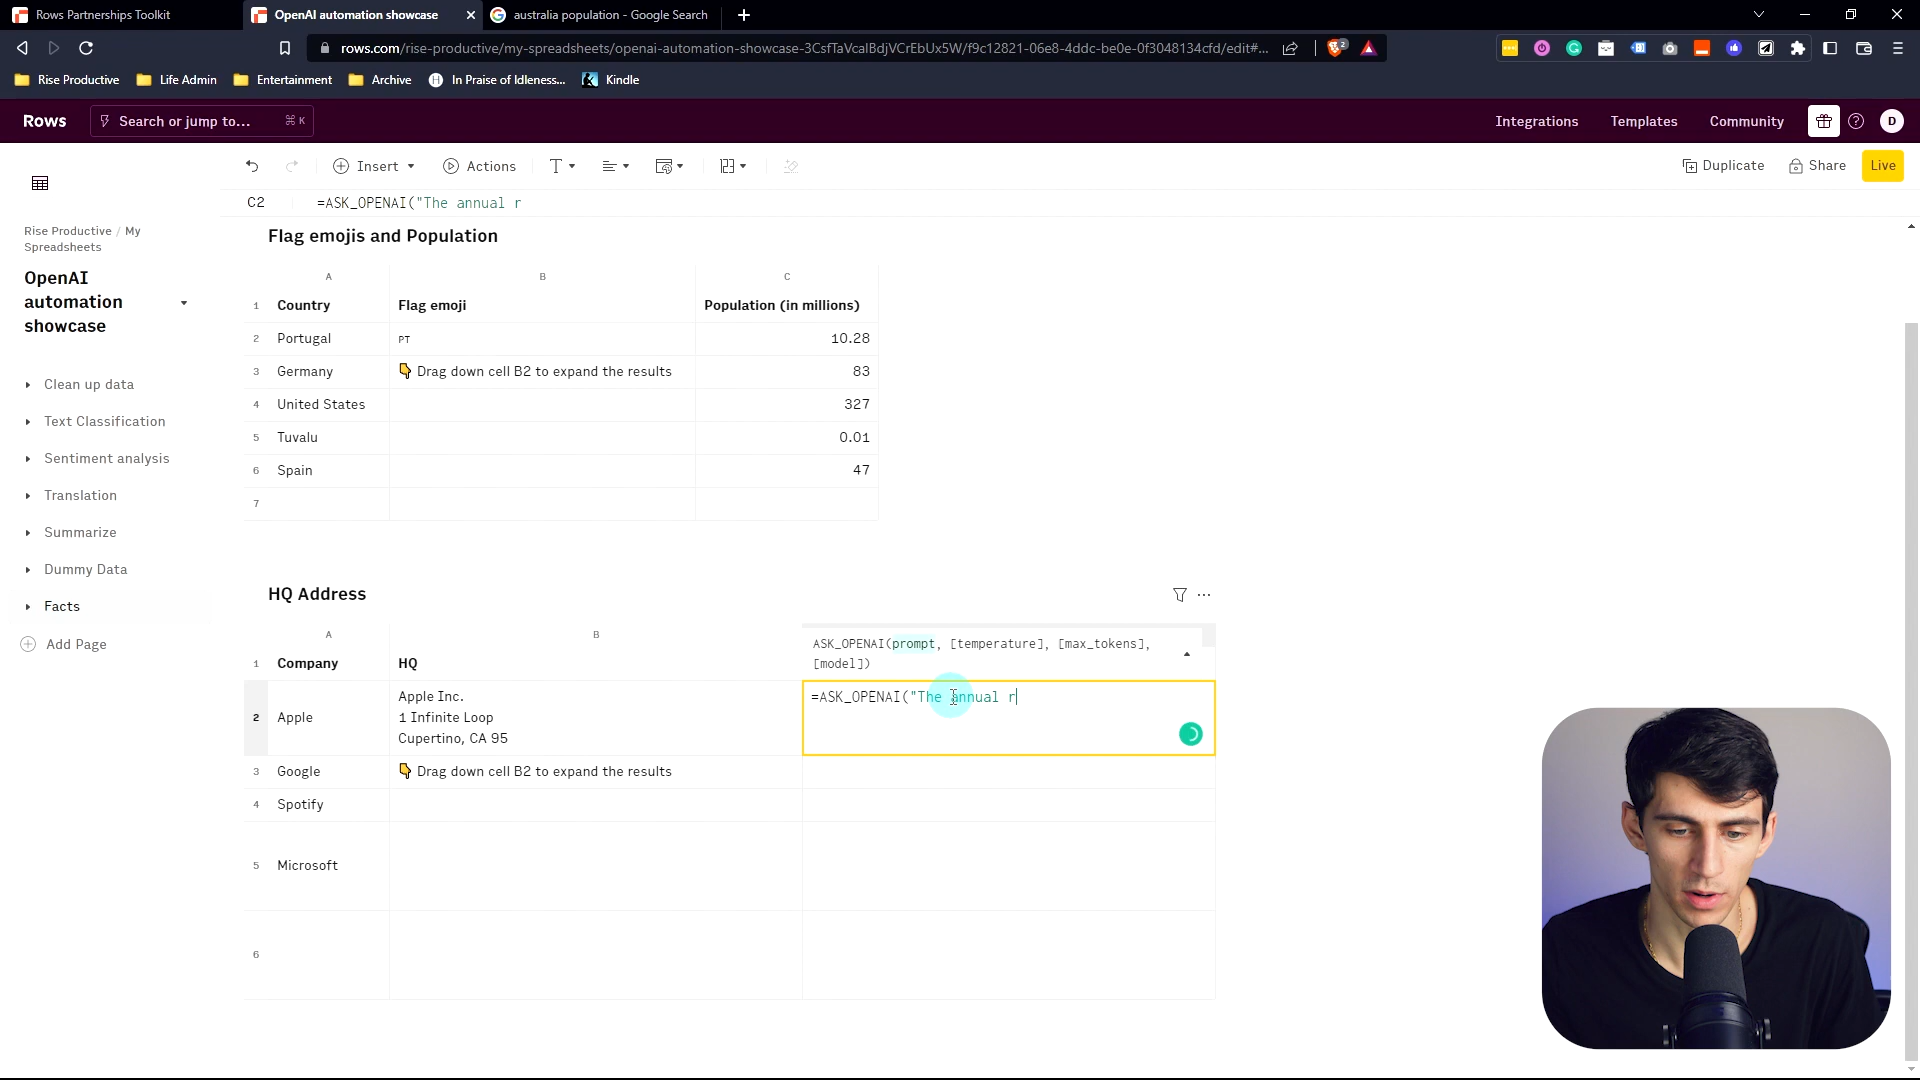 Rows Partnerships Toolkit
OpenAI automation showcase
australia population - Google Search
rows.com/rise-productive/my-spreadsheets/openai-automation-showcase-3CsfTaVcalBdjVCrEbUx5W/f9c12821-06e8-4ddc-be0e-0f3048134cfd/edit#...
2
Rise Productive
Life Admin
Entertainment
Archive
In Praise of Idleness...
Kindle
Rows
Search or jump to...
⌘ K
Integrations
Templates
Community
D
Insert
Actions
Duplicate
Share
Live
C2
=ASK_OPENAI("The annual r
Rise Productive / My
Spreadsheets
OpenAI
automation
showcase
Clean up data
Text Classification
Sentiment analysis
Translation
Summarize
Dummy Data
Facts
Add Page
Flag emojis and Population
A B C
1 Country Flag emoji Population (in millions)
2 Portugal PT 10.28
3 Germany 👇 Drag down cell B2 to expand the results 83
4 United States 327
5 Tuvalu 0.01
6 Spain 47
7
HQ Address
A B
ASK_OPENAI(prompt, [temperature], [max_tokens],
[model])
1 Company HQ
2 Apple
Apple Inc.
1 Infinite Loop
Cupertino, CA 95
=ASK_OPENAI("The annual r
3 Google 👇 Drag down cell B2 to expand the results
4 Spotify
5 Microsoft
6